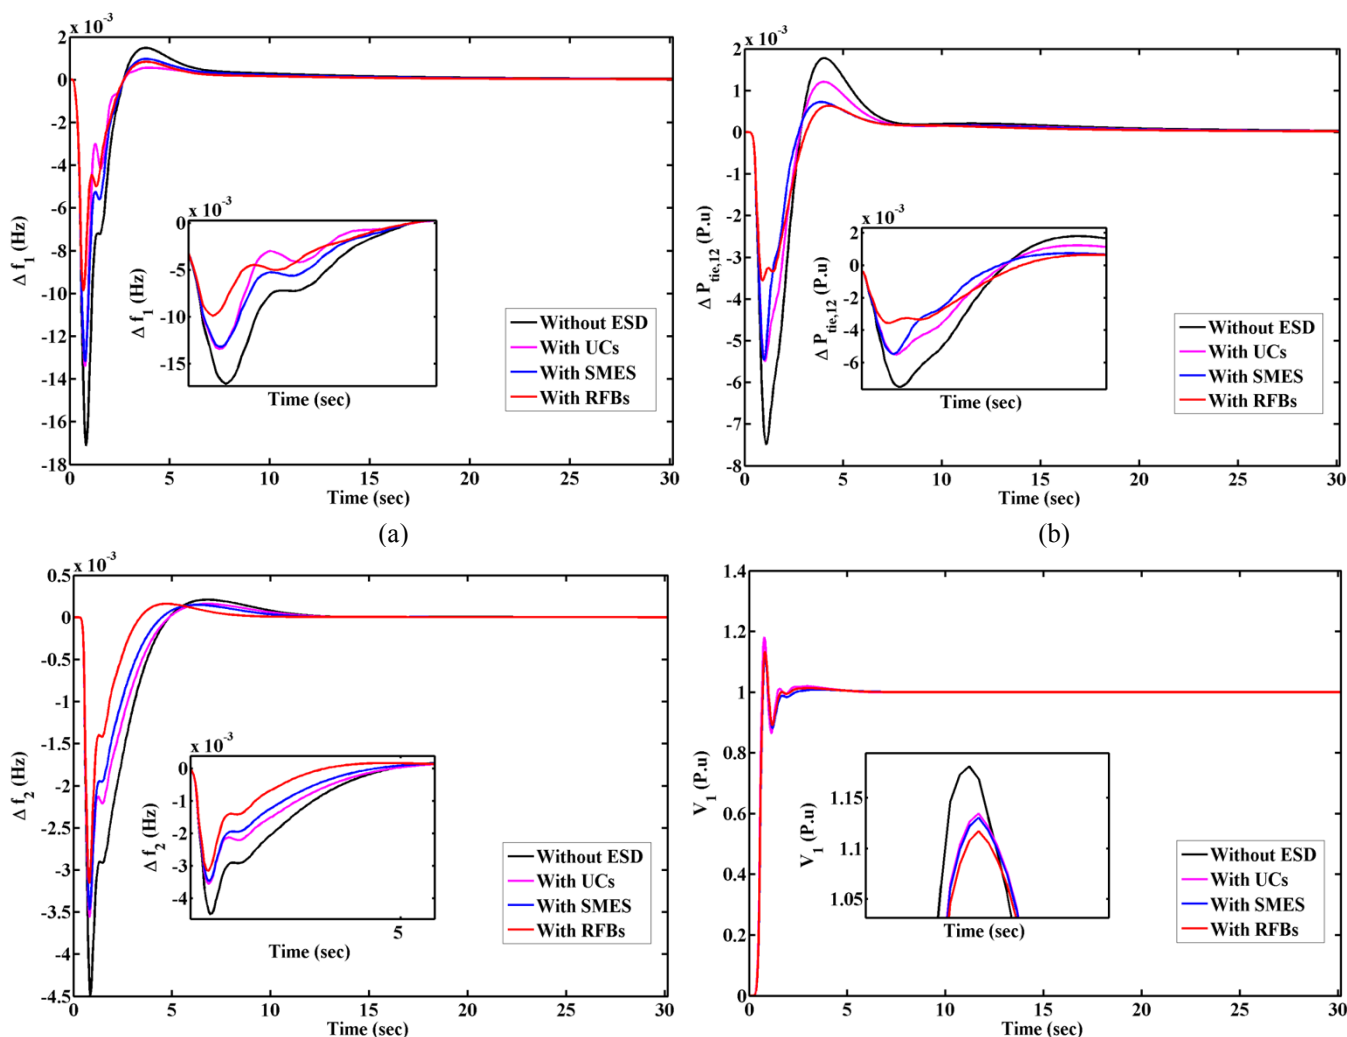 x 10⁻³
2
0
-2
-4
-6
-8
-10
-12
-14
-16
-18
Δ f₁ (Hz)
0 5 10 15 20 25 30
Time (sec)
x 10⁻³
0
-5
-10
-15
Δ f₁ (Hz)
Time (sec)
Without ESD
With UCs
With SMES
With RFBs
(a)
x 10⁻³
2
1
0
-1
-2
-3
-4
-5
-6
-7
-8
Δ P_tie,12 (P.u)
0 5 10 15 20 25 30
Time (sec)
x 10⁻³
2
0
-2
-4
-6
Δ P_tie,12 (P.u)
Time (sec)
Without ESD
With UCs
With SMES
With RFBs
(b)
x 10⁻³
0.5
0
-0.5
-1
-1.5
-2
-2.5
-3
-3.5
-4
-4.5
Δ f₂ (Hz)
0 5 10 15 20 25 30
Time (sec)
x 10⁻³
0
-1
-2
-3
-4
Δ f₂ (Hz)
5
Time (sec)
Without ESD
With UCs
With SMES
With RFBs
1.4
1.2
1
0.8
0.6
0.4
0.2
0
V₁ (P.u)
0 5 10 15 20 25 30
Time (sec)
1.15
1.1
1.05
V₁ (P.u)
Time (sec)
Without ESD
With UCs
With SMES
With RFBs